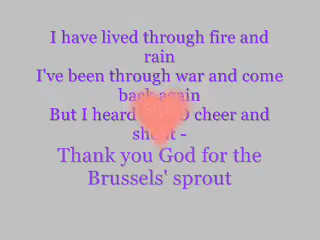 I have lived through fire and
rain
I've been through war and come
back again
But I heard cheer and
shout -
Thank you God for the
Brussels' sprout